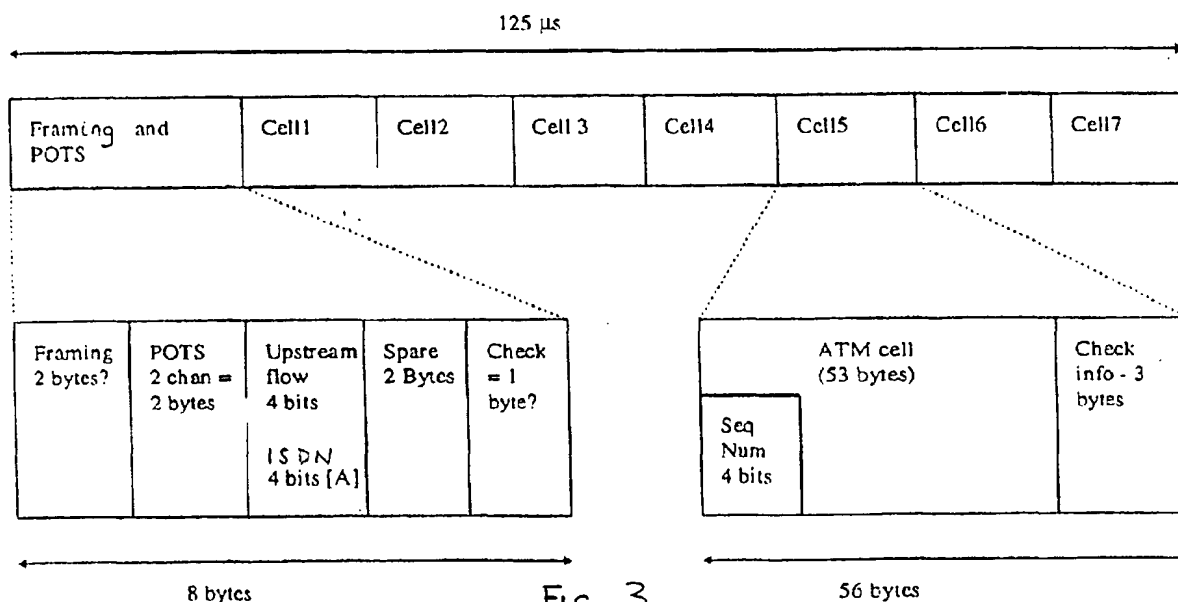 125 µs
Framing and
POTS
Cell1
Cell2
Cell 3
Cell4
Cell5
Cell6
Cell7
Framing
2 bytes?
POTS
2 chan =
2 bytes
Upstream
flow
4 bits
ISDN
4 bits [A]
Spare
2 Bytes
Check
= 1
byte?
ATM cell
(53 bytes)
Seq
Num
4 bits
Check
info - 3
bytes
8 bytes
FIG 3
56 bytes